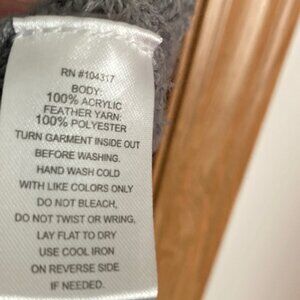 RN #104317
BODY:
100% ACRYLIC
FEATHER YARN:
100% POLYESTER
TURN GARMENT INSIDE OUT
BEFORE WASHING.
HAND WASH COLD
WITH LIKE COLORS ONLY
DO NOT BLEACH,
DO NOT TWIST OR WRING,
LAY FLAT TO DRY
USE COOL IRON
ON REVERSE SIDE
IF NEEDED.